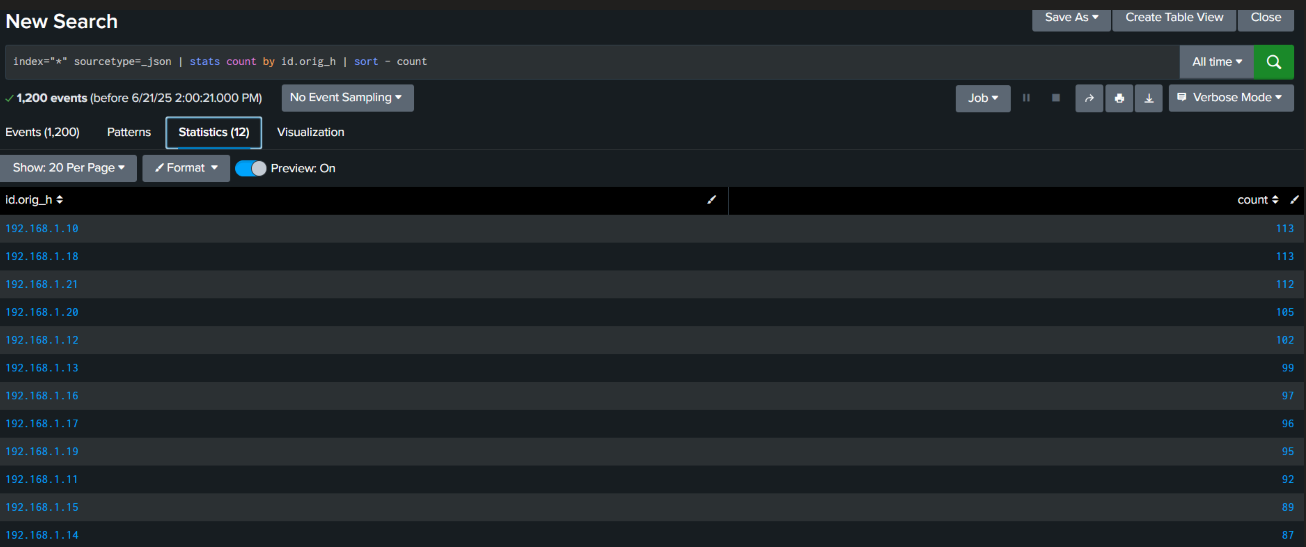 New Search
Save As Create Table View Close
index="*" sourcetype=_json | stats count by id.orig_h | sort - count
All time
1,200 events (before 6/21/25 2:00:21.000 PM)
No Event Sampling
Job
Verbose Mode
Events (1,200) Patterns Statistics (12) Visualization
Show: 20 Per Page Format Preview: On
id.orig_h count
192.168.1.10 113
192.168.1.18 113
192.168.1.21 112
192.168.1.20 105
192.168.1.12 102
192.168.1.13 99
192.168.1.16 97
192.168.1.17 96
192.168.1.19 95
192.168.1.11 92
192.168.1.15 89
192.168.1.14 87